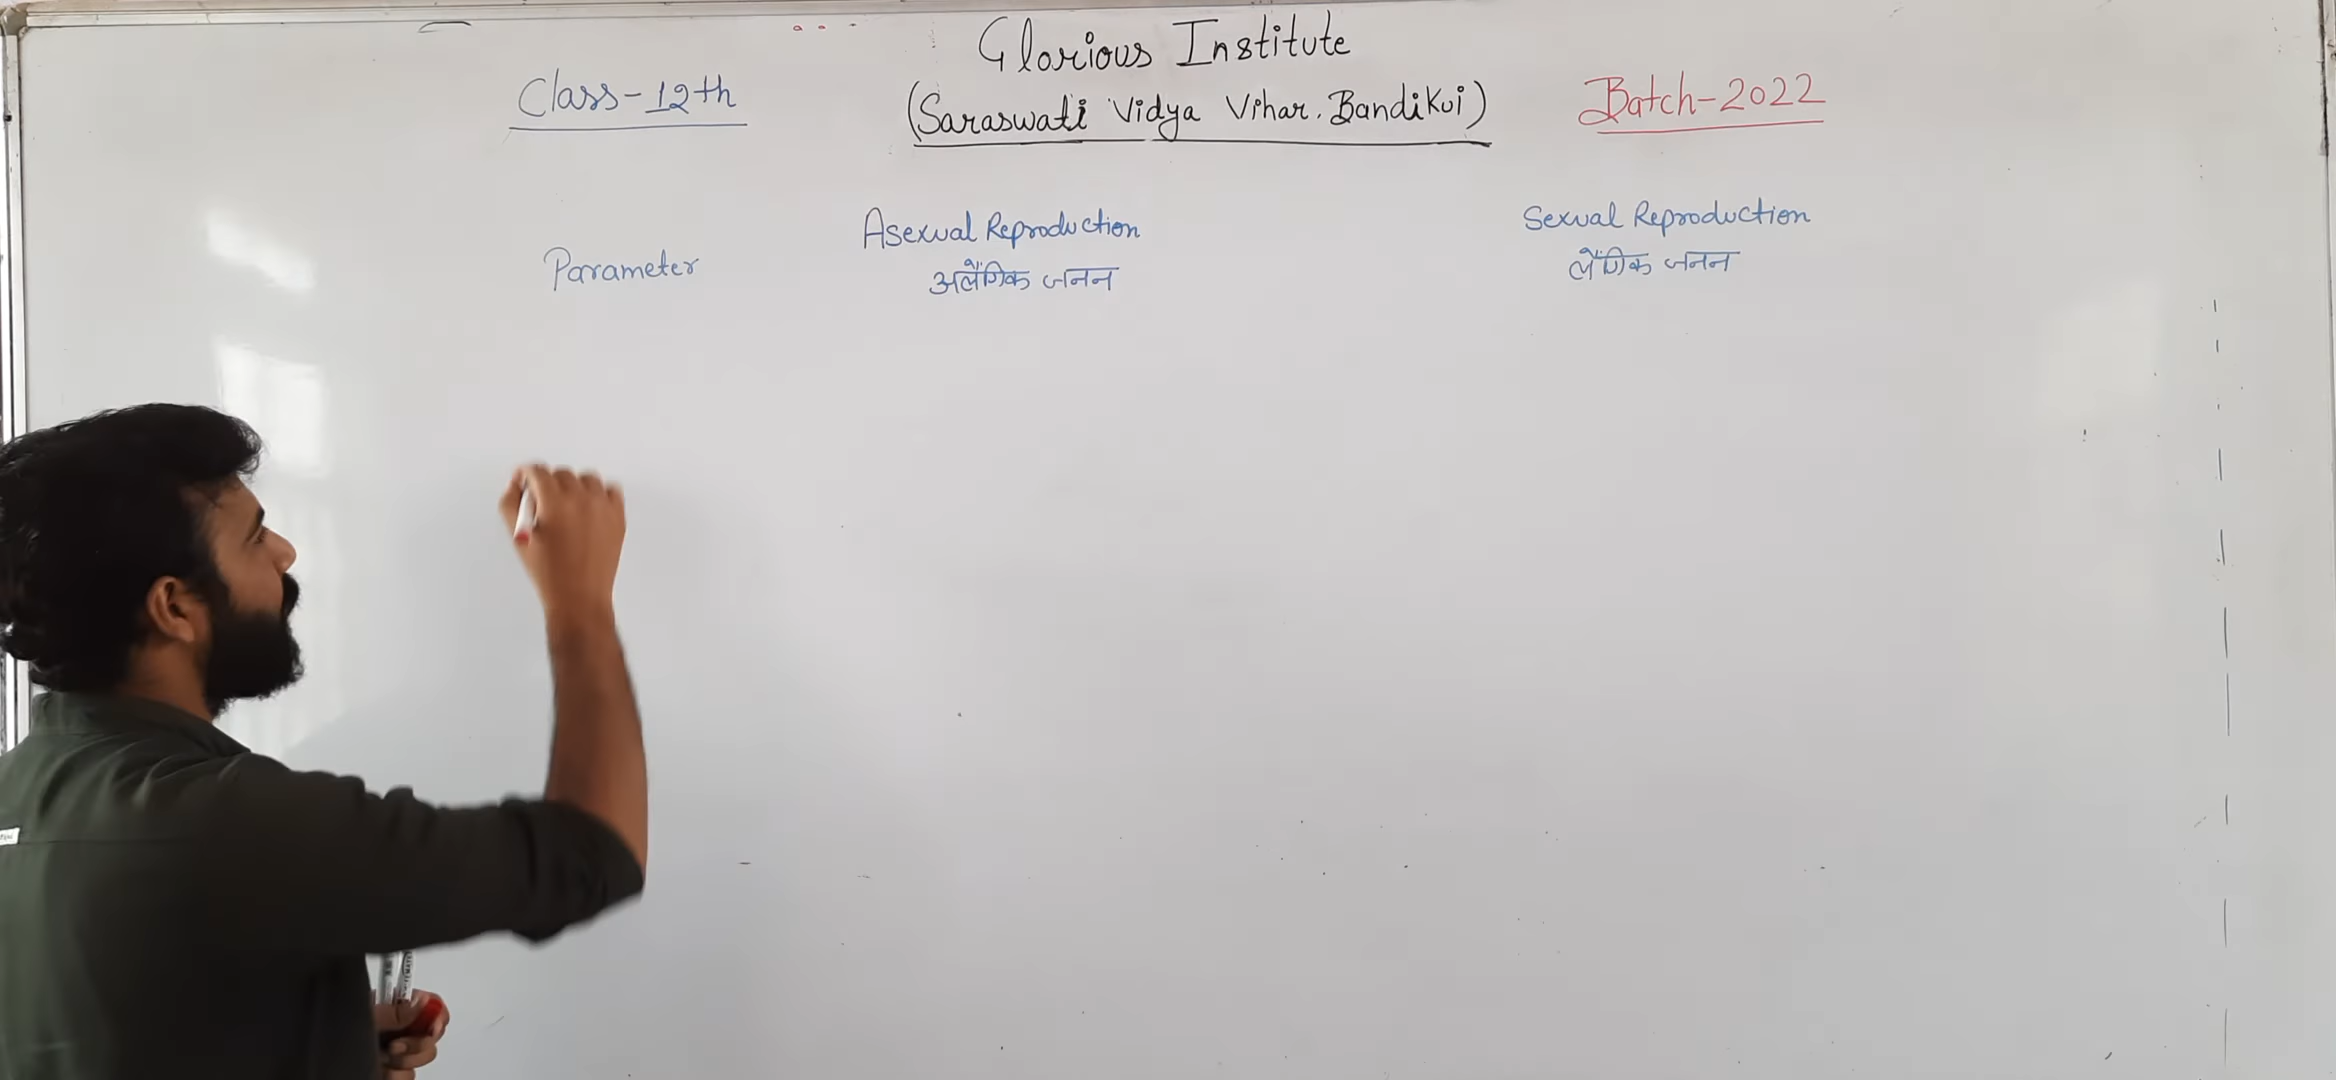 Glorious Institute
Class-12th
(Saraswati Vidya Vihar. Bandikui)
Batch-2022
Parameter
Asexual Reproduction
अलैंगिक जनन
Sexual Reproduction
लैंगिक जनन